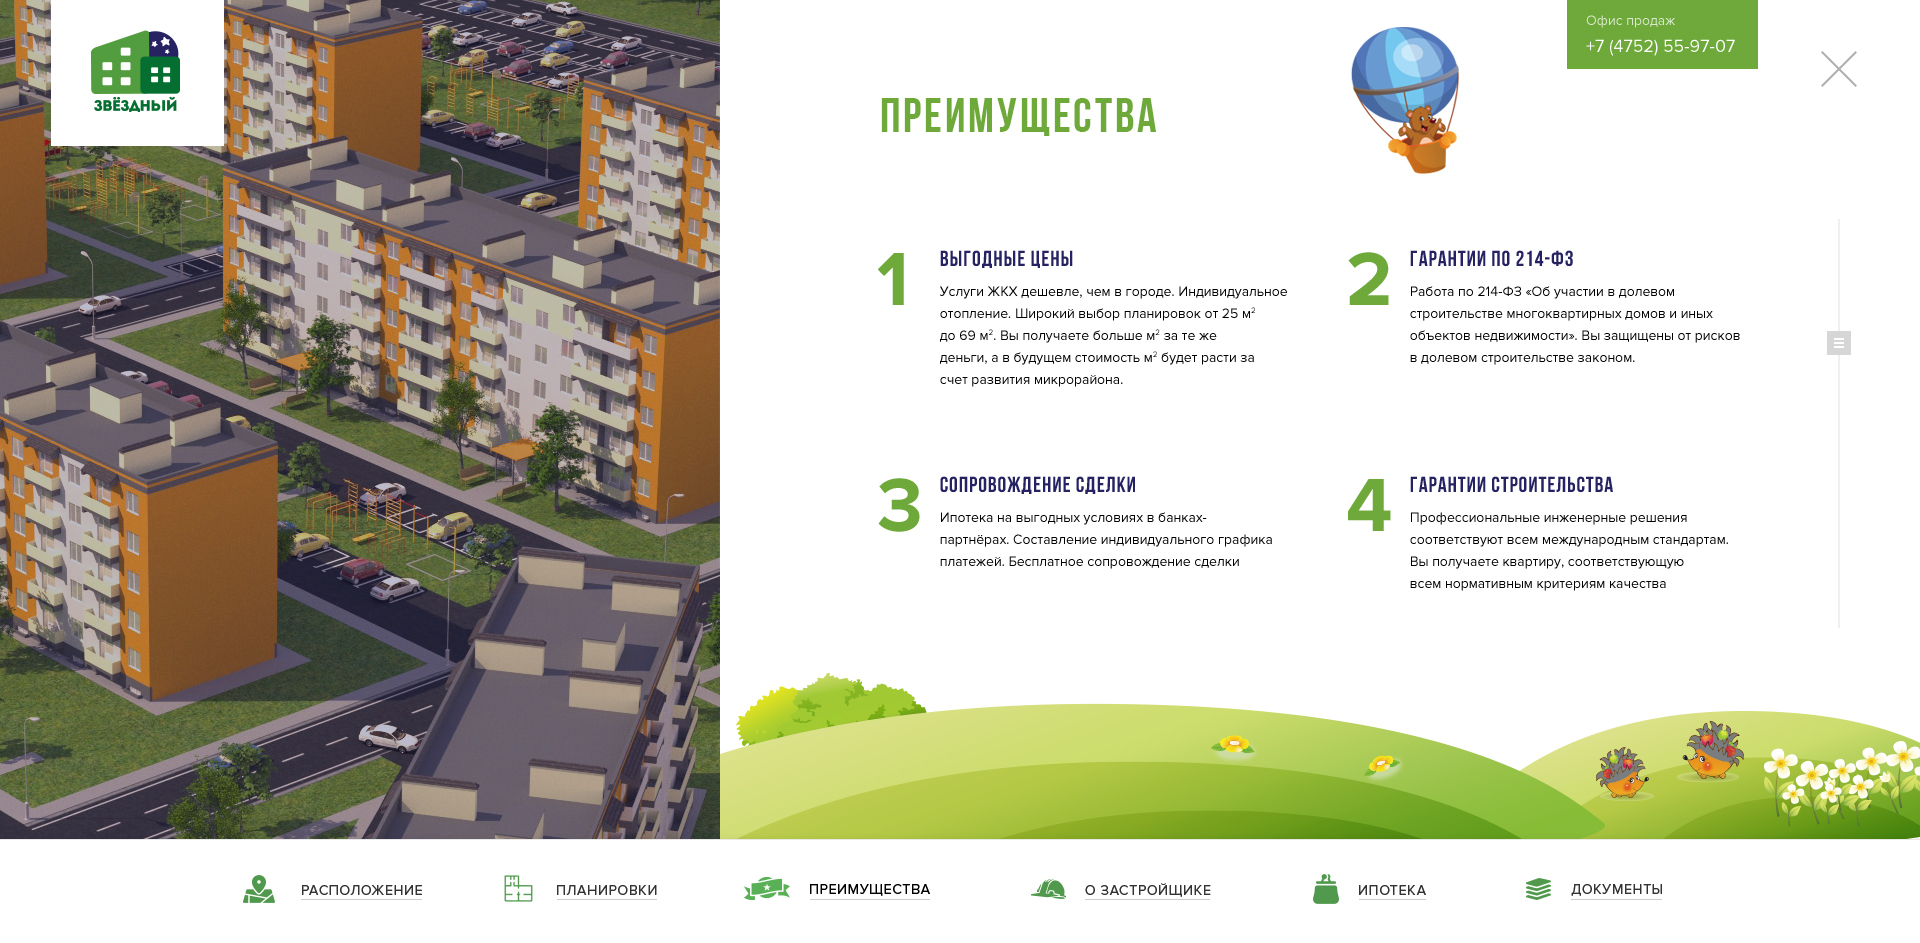 ЗВЁЗДНЫЙ
Офис продаж
+7 (4752) 55-97-07
ПРЕИМУЩЕСТВА
1
ВЫГОДНЫЕ ЦЕНЫ
Услуги ЖКХ дешевле, чем в городе. Индивидуальное
отопление. Широкий выбор планировок от 25 м²
до 69 м². Вы получаете больше м² за те же
деньги, а в будущем стоимость м² будет расти за
счет развития микрорайона.
2
ГАРАНТИИ ПО 214-ФЗ
Работа по 214-ФЗ «Об участии в долевом
строительстве многоквартирных домов и иных
объектов недвижимости». Вы защищены от рисков
в долевом строительстве законом.
3
СОПРОВОЖДЕНИЕ СДЕЛКИ
Ипотека на выгодных условиях в банках-
партнёрах. Составление индивидуального графика
платежей. Бесплатное сопровождение сделки
4
ГАРАНТИИ СТРОИТЕЛЬСТВА
Профессиональные инженерные решения
соответствуют всем международным стандартам.
Вы получаете квартиру, соответствующую
всем нормативным критериям качества
РАСПОЛОЖЕНИЕ
ПЛАНИРОВКИ
ПРЕИМУЩЕСТВА
О ЗАСТРОЙЩИКЕ
ИПОТЕКА
ДОКУМЕНТЫ